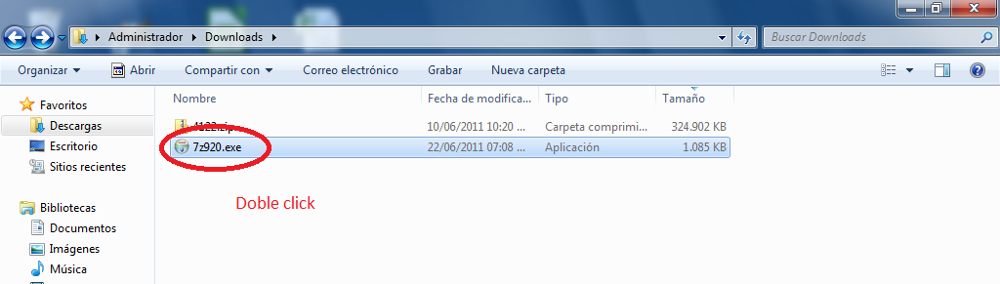 Administrador Downloads Buscar Downloads
Organizar Abrir Compartir con Correo electrónico Grabar Nueva carpeta
Favoritos
Descargas
Escritorio
Sitios recientes
Bibliotecas
Documentos
Imágenes
Música
Nombre Fecha de modifica... Tipo Tamaño
4122.zip 10/06/2011 10:20 ... Carpeta comprimi... 324.902 KB
7z920.exe 22/06/2011 07:08 ... Aplicación 1.085 KB
Doble click